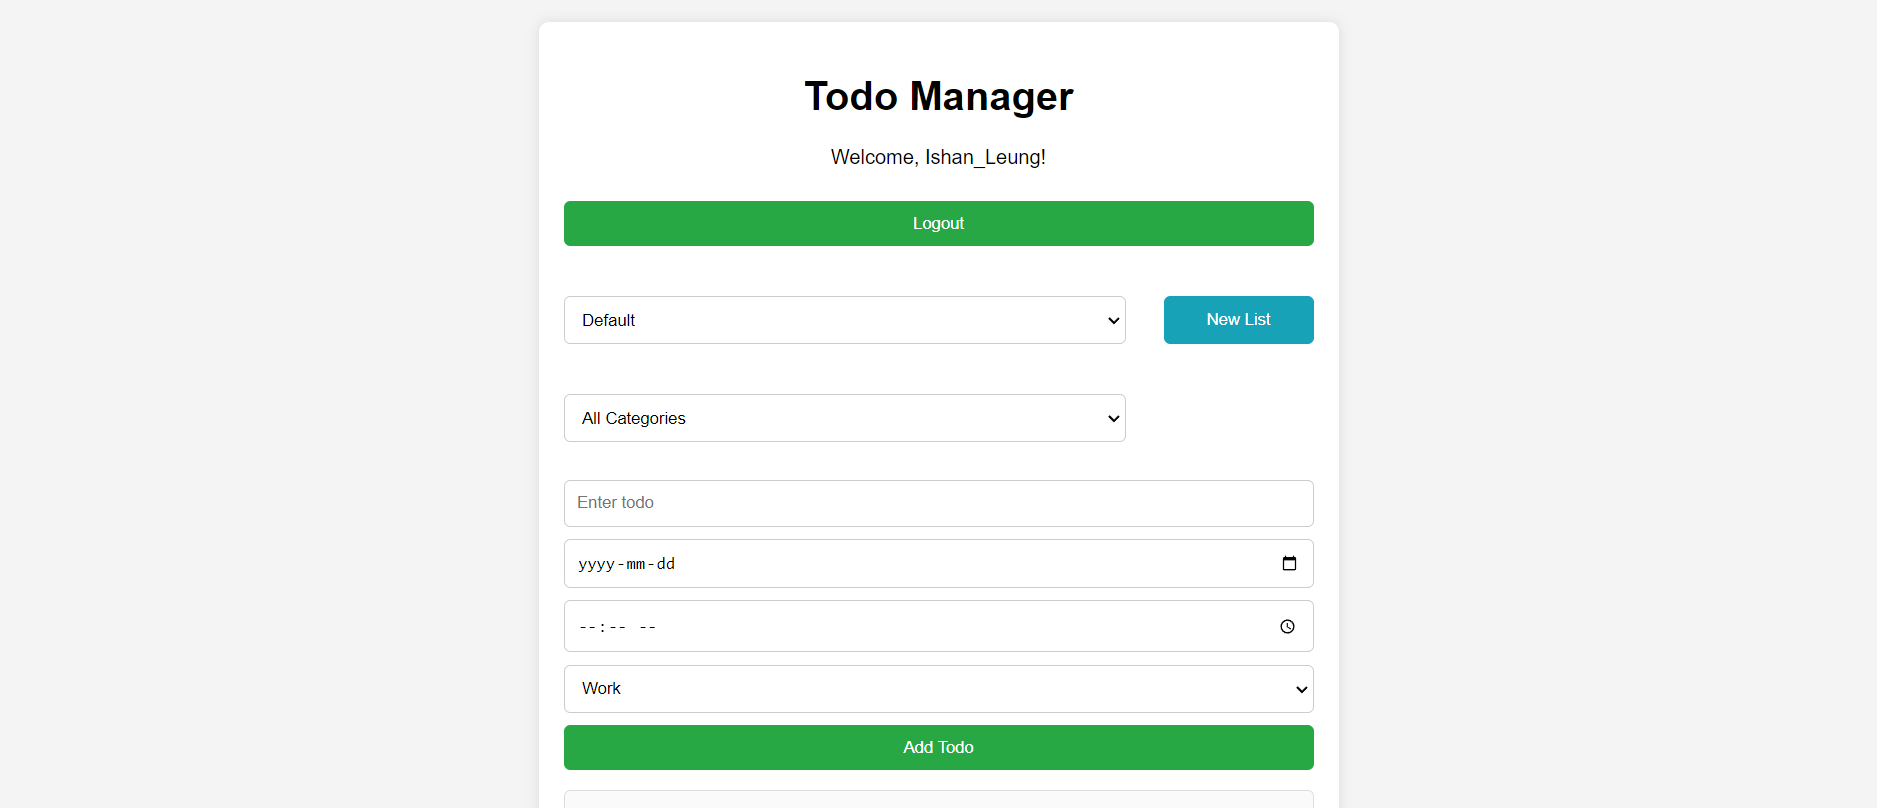 Todo Manager
Welcome, Ishan_Leung!
Logout
Default
New List
All Categories
Enter todo
yyyy-mm-dd
--:-- --
Work
Add Todo